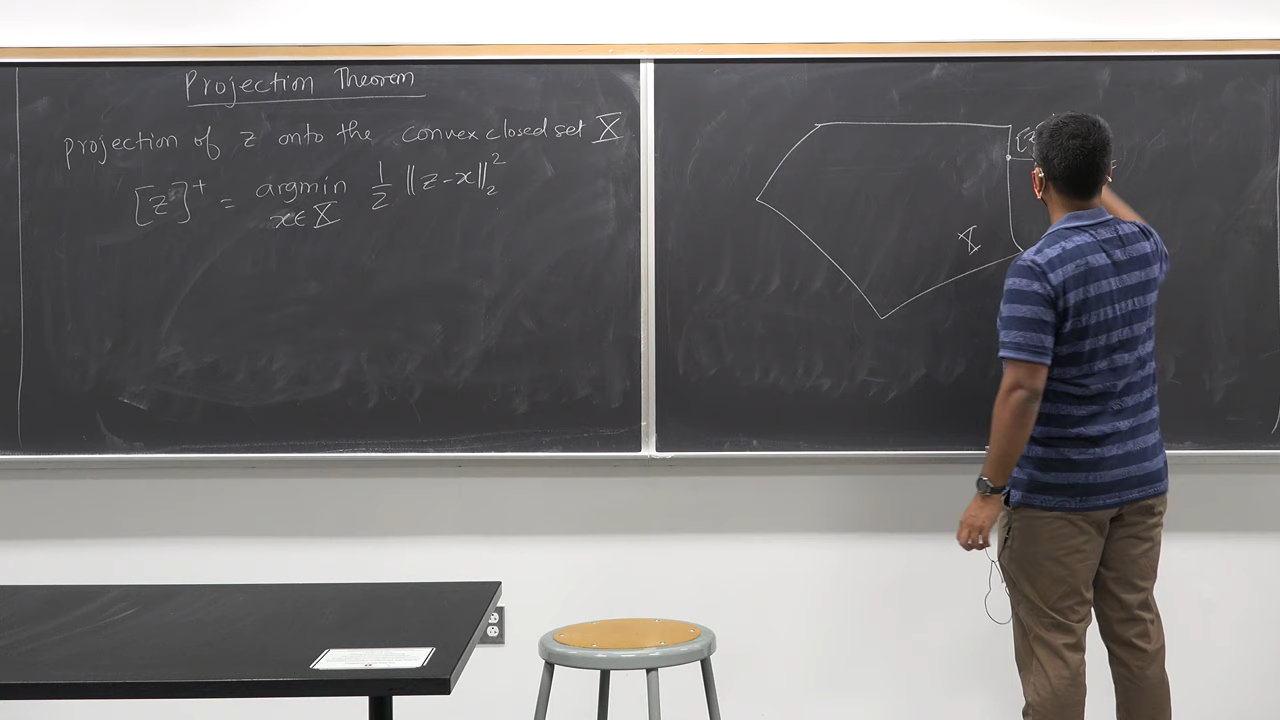 Projection Theorem
projection of z onto the convex closed set X
[z]⁺ = argmin 1/2 ||z-x||₂²
x∈X
[z
X